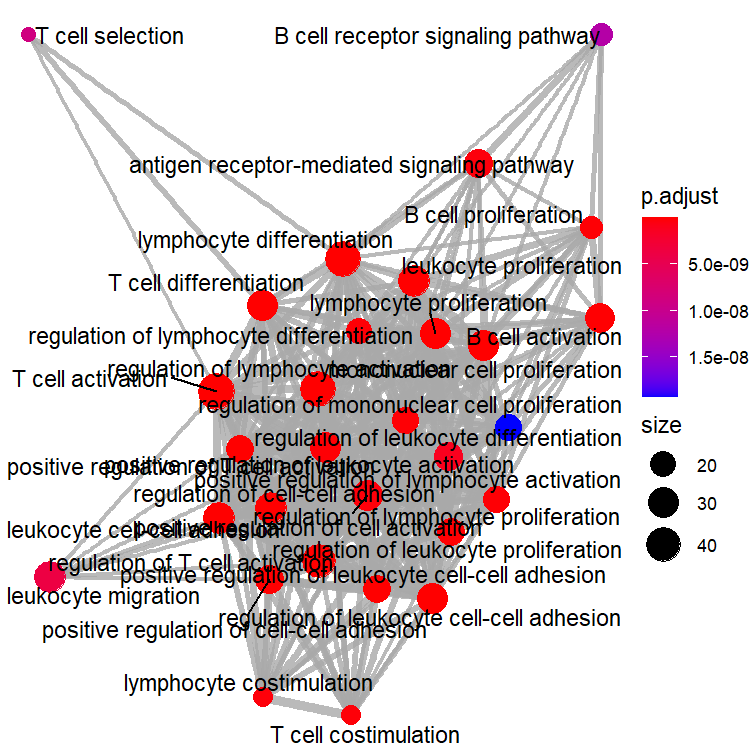 T cell selection
B cell receptor signaling pathway
antigen receptor-mediated signaling pathway
p.adjust
B cell proliferation
lymphocyte differentiation
leukocyte proliferation
5.0e-09
T cell differentiation
lymphocyte proliferation
1.0e-08
regulation of lymphocyte differentiation
B cell activation
1.5e-08
regulation of lymphocyte activation
mononuclear cell proliferation
T cell activation
regulation of mononuclear cell proliferation
size
regulation of leukocyte differentiation
positive regulation of T cell activation
positive regulation of leukocyte activation
20
positive regulation of lymphocyte activation
regulation of cell-cell adhesion
30
regulation of lymphocyte proliferation
leukocyte cell-cell adhesion
positive regulation of cell activation
40
regulation of leukocyte proliferation
regulation of T cell activation
positive regulation of leukocyte cell-cell adhesion
leukocyte migration
regulation of leukocyte cell-cell adhesion
positive regulation of cell-cell adhesion
lymphocyte costimulation
T cell costimulation